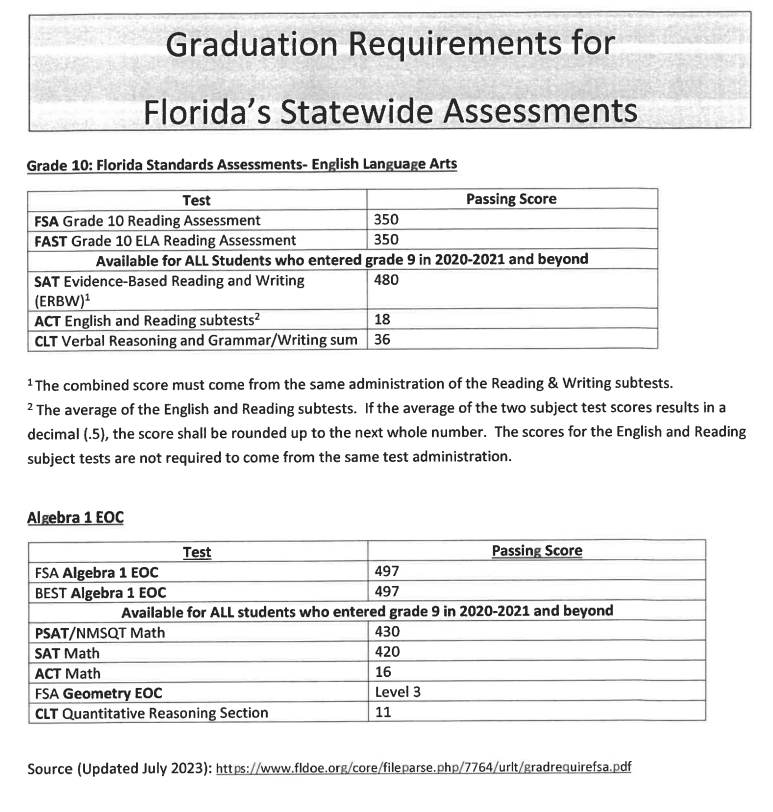 Graduation Requirements for
Florida's Statewide Assessments
Grade 10: Florida Standards Assessments- English Language Arts
Test Passing Score
FSA Grade 10 Reading Assessment 350
FAST Grade 10 ELA Reading Assessment 350
Available for ALL Students who entered grade 9 in 2020-2021 and beyond
SAT Evidence-Based Reading and Writing 480
(ERBW)¹
ACT English and Reading subtests² 18
CLT Verbal Reasoning and Grammar/Writing sum 36
¹ The combined score must come from the same administration of the Reading & Writing subtests.
² The average of the English and Reading subtests. If the average of the two subject test scores results in a
decimal (.5), the score shall be rounded up to the next whole number. The scores for the English and Reading
subject tests are not required to come from the same test administration.
Algebra 1 EOC
Test Passing Score
FSA Algebra 1 EOC 497
BEST Algebra 1 EOC 497
Available for ALL students who entered grade 9 in 2020-2021 and beyond
PSAT/NMSQT Math 430
SAT Math 420
ACT Math 16
FSA Geometry EOC Level 3
CLT Quantitative Reasoning Section 11
Source (Updated July 2023): https://www.fldoe.org/core/fileparse.php/7764/urlt/gradrequirefsa.pdf